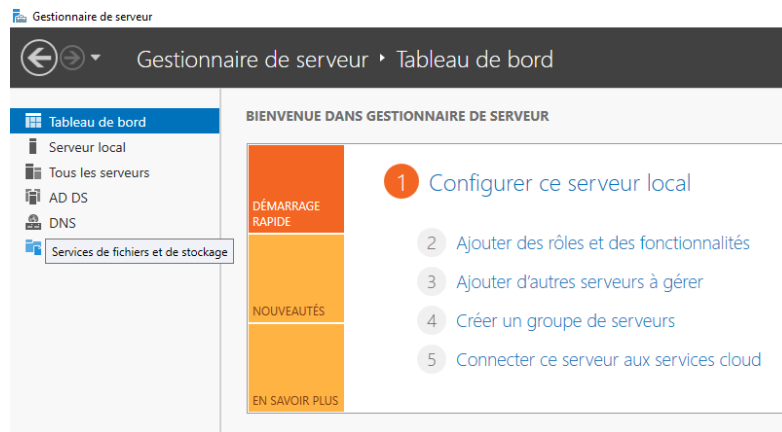 Gestionnaire de serveur
Gestionnaire de serveur • Tableau de bord
Tableau de bord
Serveur local
Tous les serveurs
AD DS
DNS
Services de fichiers et de stockage
BIENVENUE DANS GESTIONNAIRE DE SERVEUR
DÉMARRAGE
RAPIDE
NOUVEAUTÉS
EN SAVOIR PLUS
1 Configurer ce serveur local
2 Ajouter des rôles et des fonctionnalités
3 Ajouter d'autres serveurs à gérer
4 Créer un groupe de serveurs
5 Connecter ce serveur aux services cloud